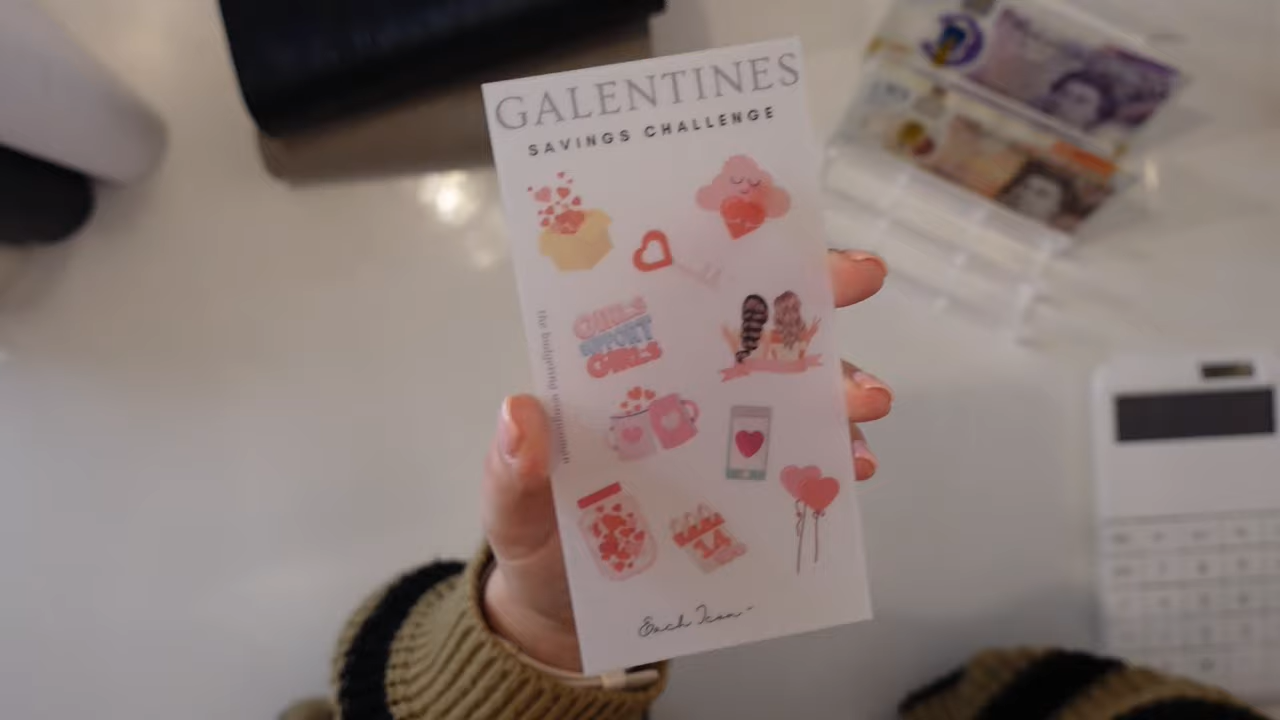 GALENTINES
SAVINGS CHALLENGE
GIRLS
SUPPORT
GIRLS
14
Each Icon -